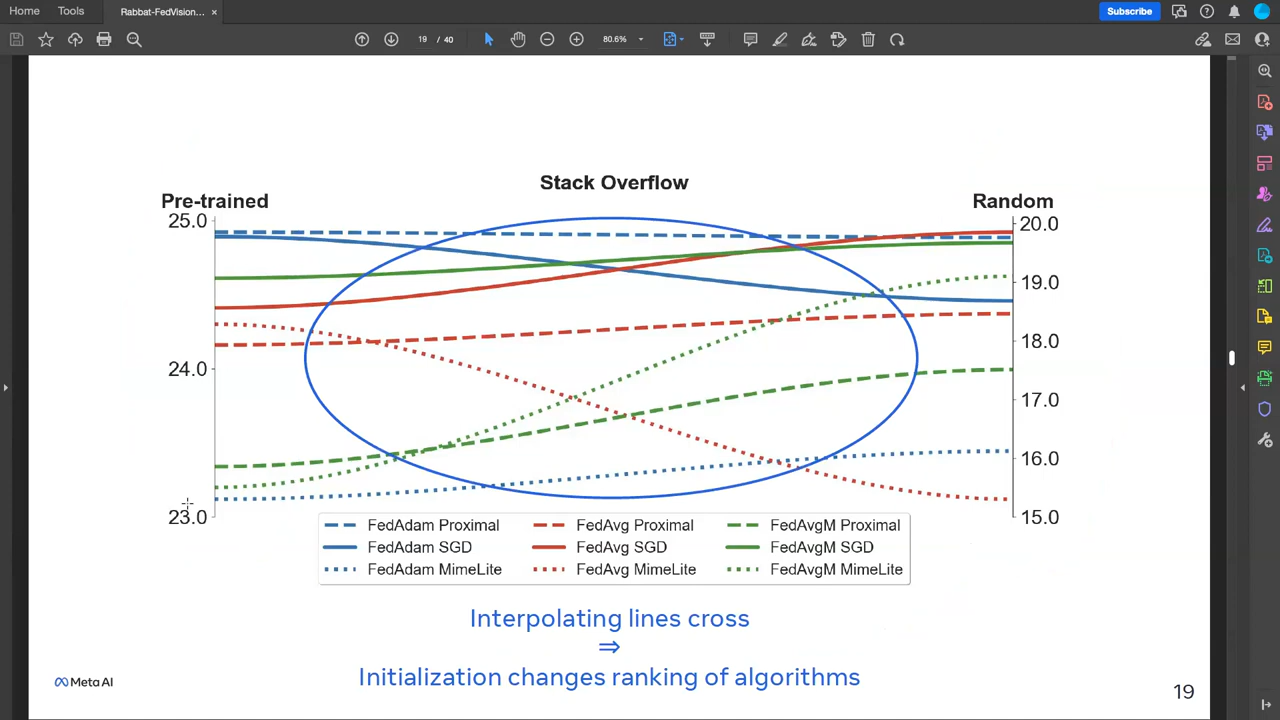 Home Tools Rabbat-FedVision... × Subscribe
19 / 40 80.6%
Stack Overflow
Pre-trained Random
25.0 20.0
19.0
18.0
24.0
17.0
16.0
23.0 15.0
FedAdam Proximal FedAvg Proximal FedAvgM Proximal
FedAdam SGD FedAvg SGD FedAvgM SGD
FedAdam MimeLite FedAvg MimeLite FedAvgM MimeLite
Interpolating lines cross
⇒
Initialization changes ranking of algorithms
Meta AI 19